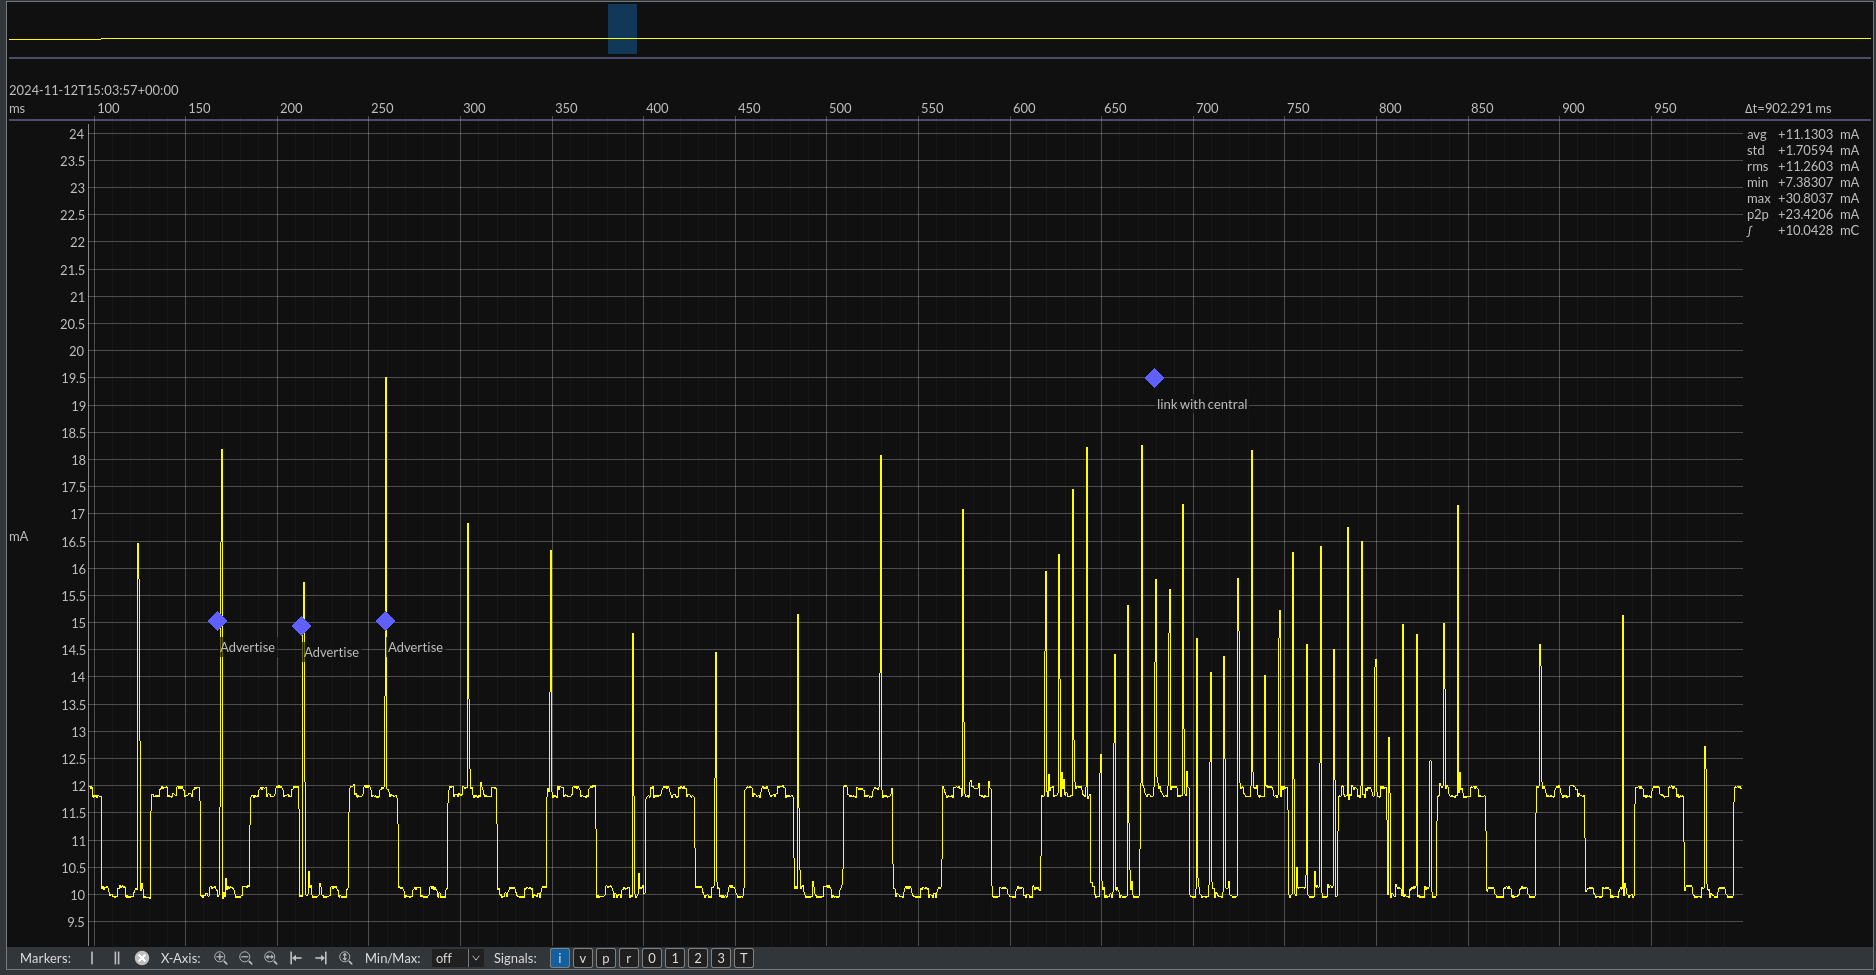 2024-11-12T15:03:57+00:00
ms 100 150 200 250 300 350 400 450 500 550 600 650 700 750 800 850 900 950 Δt=902.291 ms
24
23.5
23
22.5
22
21.5
21
20.5
20
19.5
19
18.5
18
17.5
17
16.5
16
15.5
15
14.5
14
13.5
13
12.5
12
11.5
11
10.5
10
9.5
mA
avg +11.1303 mA
std +1.70594 mA
rms +11.2603 mA
min +7.38307 mA
max +30.8037 mA
p2p +23.4206 mA
∫ +10.0428 mC
link with central
Advertise
Advertise
Advertise
Markers: X-Axis: Min/Max: off Signals: i v p r 0 1 2 3 T